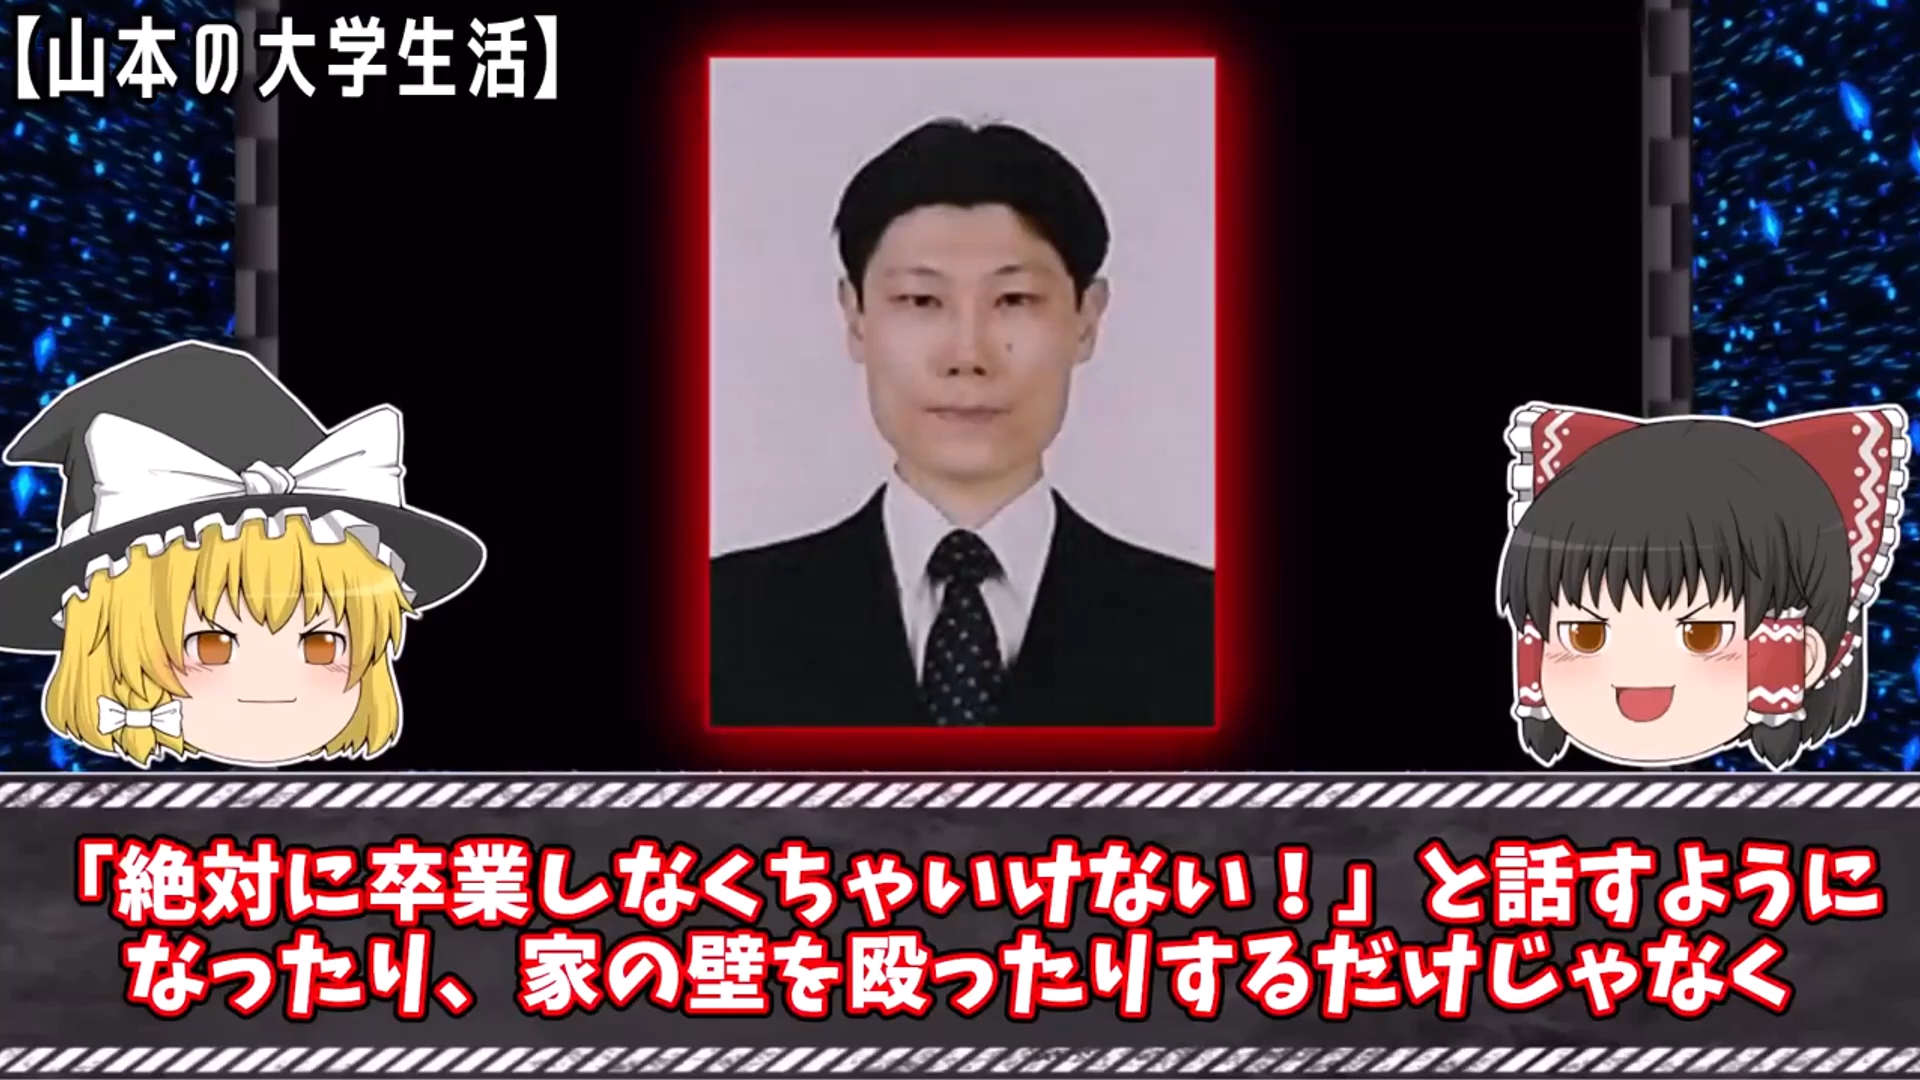 【山本の大学生活】
「絶対に卒業しなくちゃいけない！」と話すように
なったり、家の壁を殴ったりするだけじゃなく